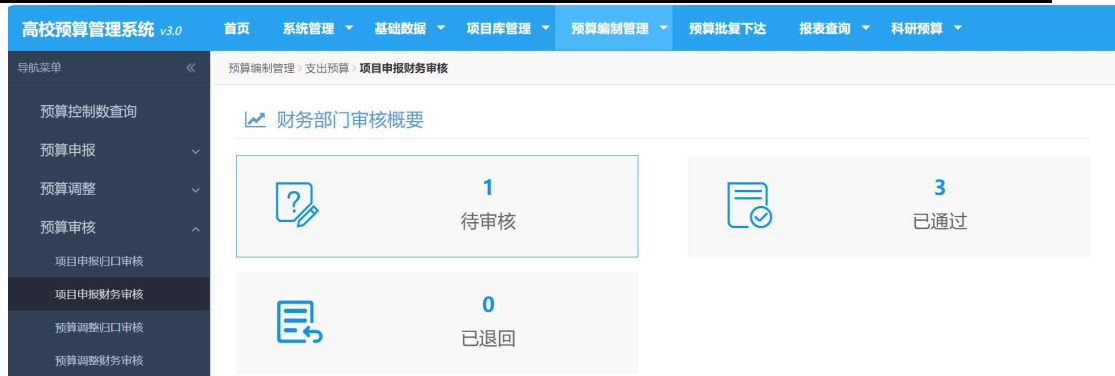 高校预算管理系统 v3.0 首页 系统管理 基础数据 项目库管理 预算编制管理 预算批复下达 报表查询 科研预算
导航菜单
预算编制管理 > 支出预算 > 项目申报财务审核
预算控制数查询
预算申报
预算调整
预算审核
项目申报归口审核
项目申报财务审核
预算调整归口审核
预算调整财务审核
财务部门审核概要
1
待审核
3
已通过
0
已退回